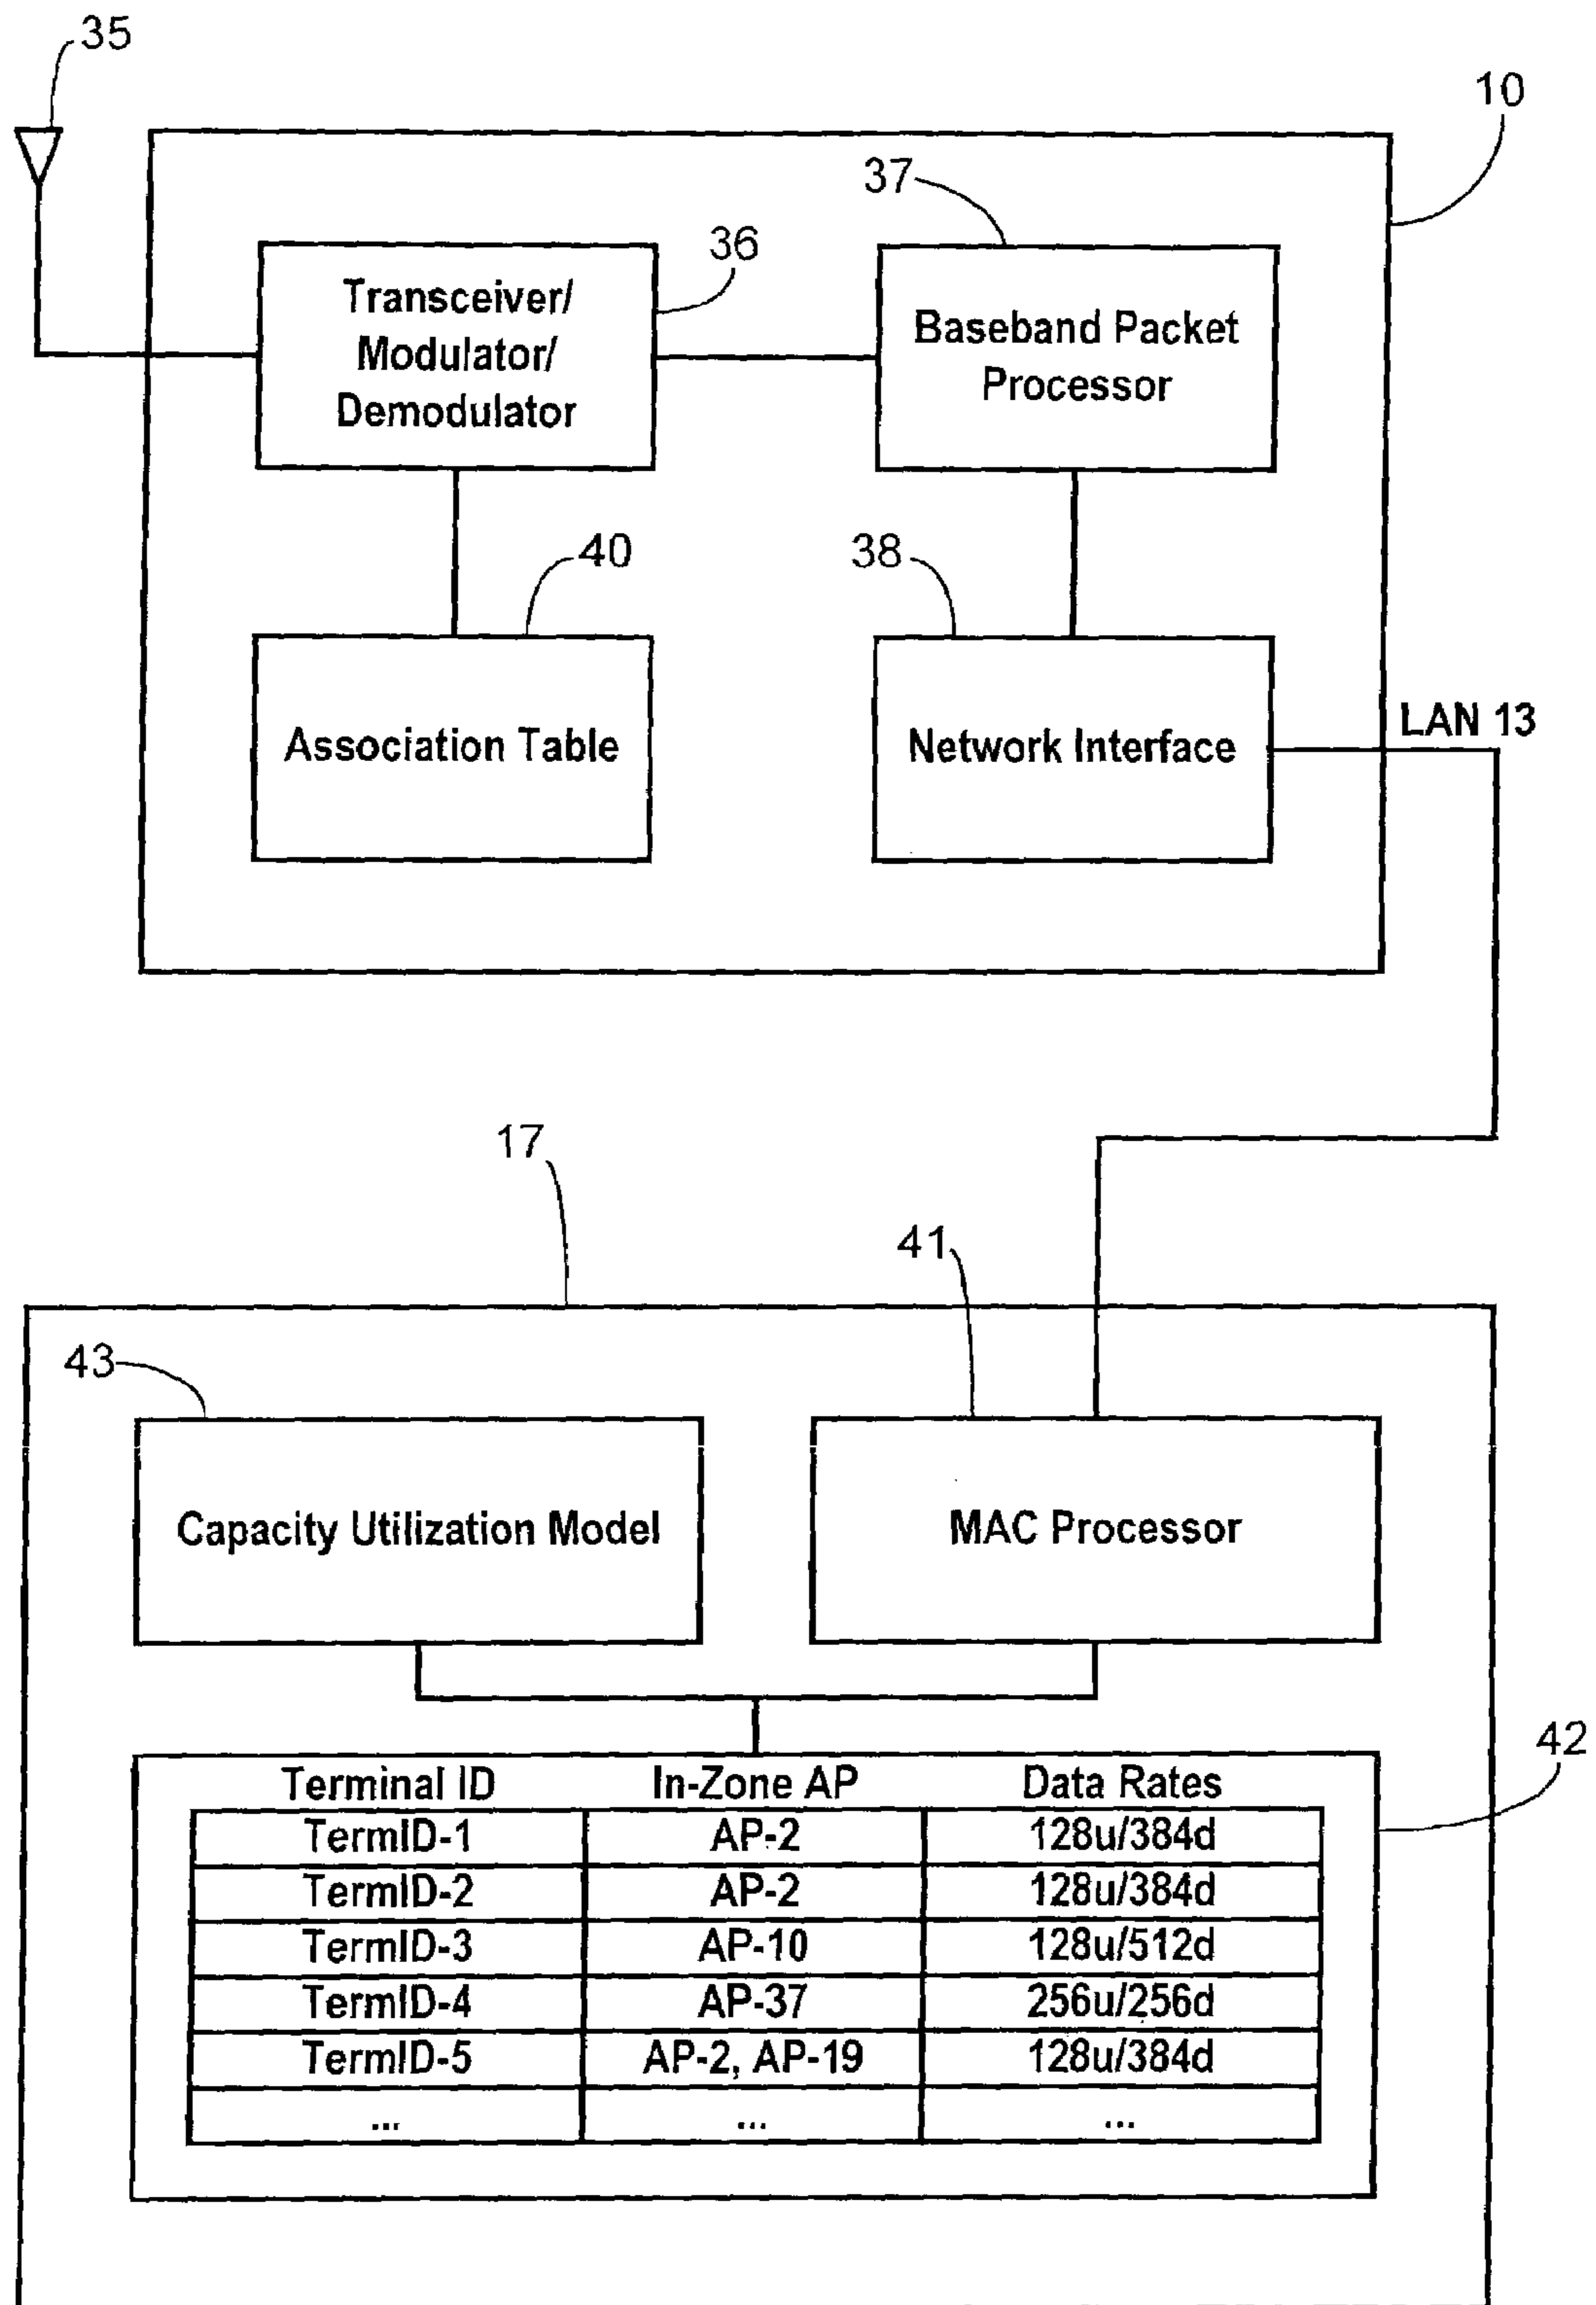 35
10
37
36
Transceiver/
Modulator/
Demodulator
Baseband Packet
Processor
40
38
Association Table
Network Interface
LAN 13
17
41
43
Capacity Utilization Model
MAC Processor
42
Terminal ID In-Zone AP Data Rates
TermID-1 AP-2 128u/384d
TermID-2 AP-2 128u/384d
TermID-3 AP-10 128u/512d
TermID-4 AP-37 256u/256d
TermID-5 AP-2, AP-19 128u/384d
... ... ...